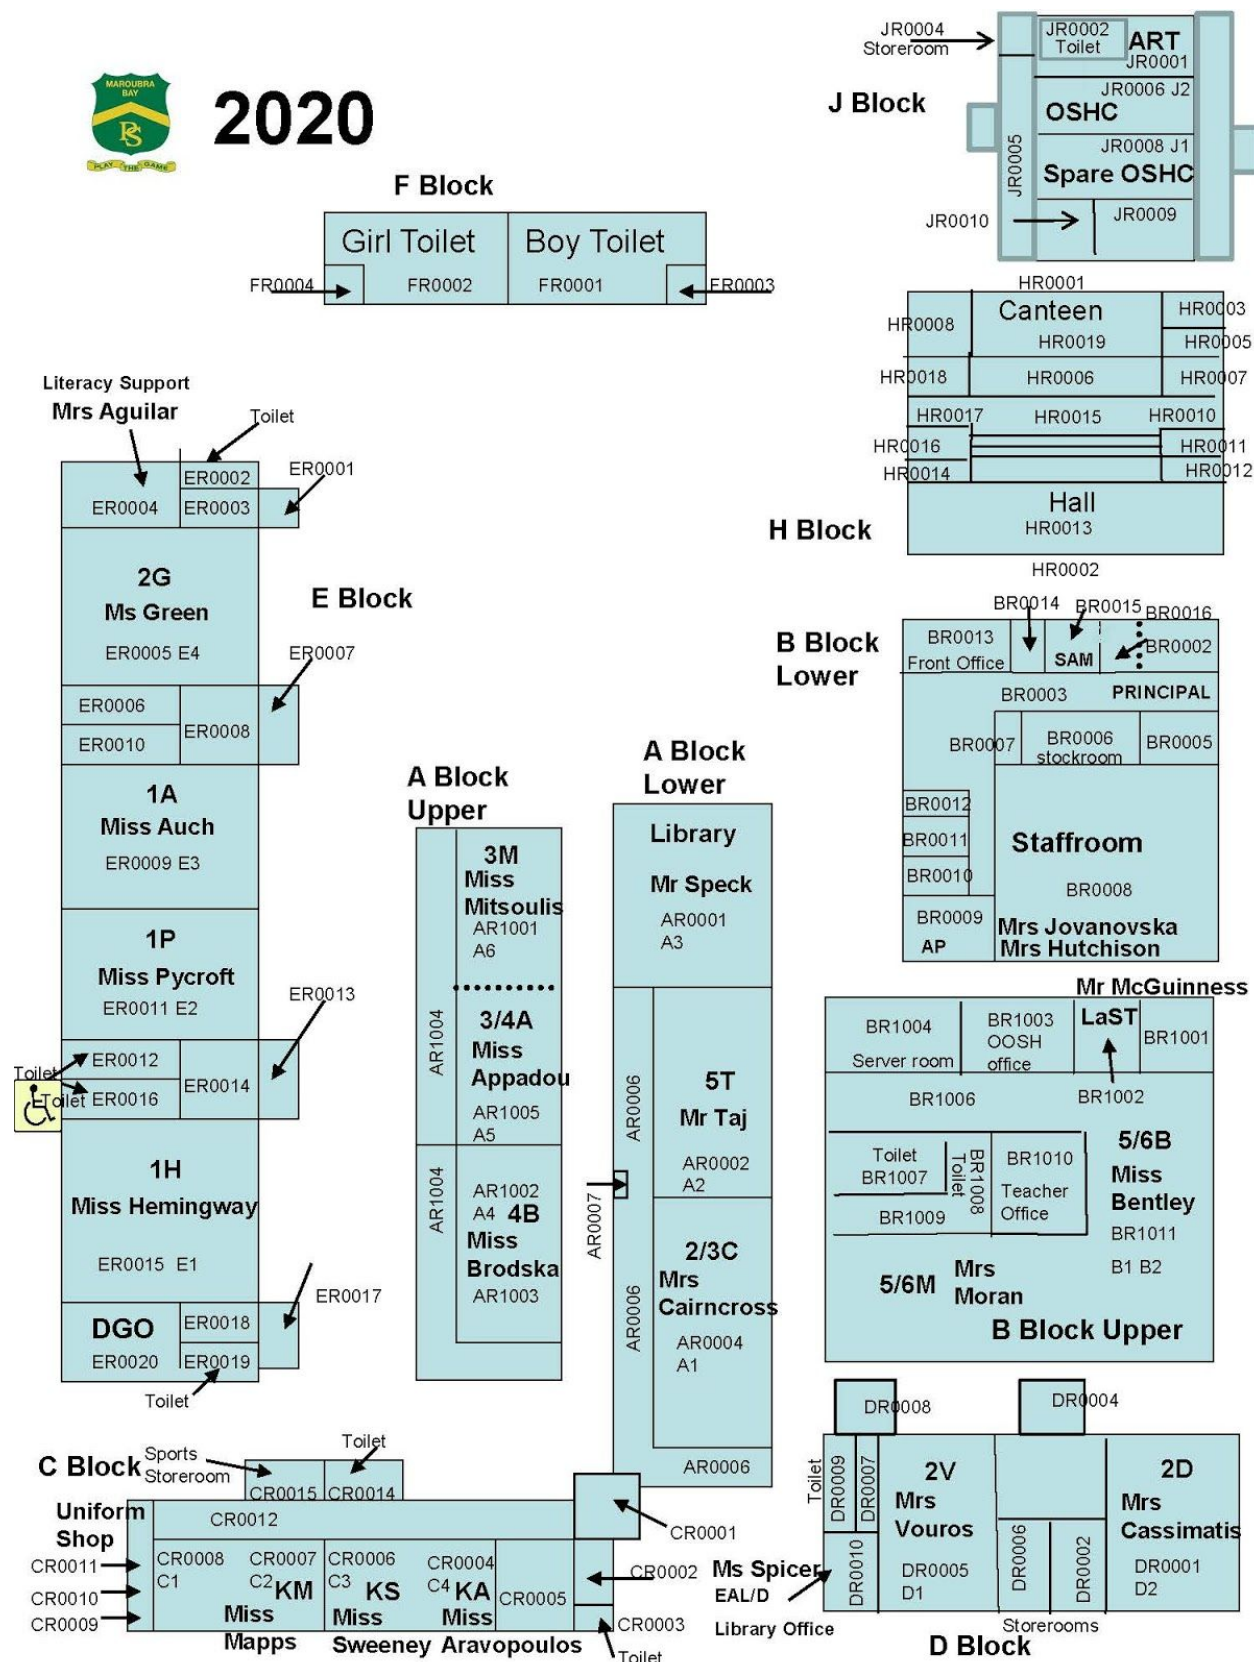 MAROUBRA
BAY
PS
PLAY THE GAME
2020
JR0004
Storeroom
JR0002
Toilet
ART
JR0001
J Block
JR0006 J2
OSHC
JR0005
JR0008 J1
Spare OSHC
JR0010
JR0009
F Block
Girl Toilet
Boy Toilet
FR0004
FR0002
FR0001
FR0003
HR0001
Canteen
HR0003
HR0008
HR0019
HR0005
HR0018
HR0006
HR0007
HR0017
HR0015
HR0010
HR0016
HR0011
HR0014
HR0012
Hall
HR0013
H Block
HR0002
Literacy Support
Mrs Aguilar
Toilet
ER0002
ER0001
ER0004
ER0003
2G
Ms Green
ER0005 E4
E Block
ER0007
ER0006
ER0008
ER0010
1A
Miss Auch
ER0009 E3
1P
Miss Pycroft
ER0011 E2
ER0013
ER0012
Toilet
ER0014
ER0016
Toilet
1H
Miss Hemingway
ER0015 E1
ER0017
DGO
ER0018
ER0020
ER0019
Toilet
A Block
Upper
3M
Miss
Mitsoulis
AR1001
A6
AR1004
3/4A
Miss
Appadou
AR1005
A5
AR1004
AR1002
A4 4B
Miss
Brodska
AR1003
A Block
Lower
Library
Mr Speck
AR0001
A3
AR0006
5T
Mr Taj
AR0002
A2
AR0007
AR0006
2/3C
Mrs
Cairncross
AR0004
A1
AR0006
B Block
Lower
BR0014
BR0015
BR0016
BR0013
Front Office
SAM
BR0002
BR0003
PRINCIPAL
BR0007
BR0006
stockroom
BR0005
BR0012
BR0011
BR0010
Staffroom
BR0008
BR0009
AP
Mrs Jovanovska
Mrs Hutchison
Mr McGuinness
BR1004
Server room
BR1003
OOSH
office
LaST
BR1001
BR1006
BR1002
Toilet
BR1007
BR1008
Toilet
BR1010
Teacher
Office
BR1009
5/6B
Miss
Bentley
BR1011
B1 B2
5/6M
Mrs
Moran
B Block Upper
C Block
Sports
Storeroom
Toilet
CR0015
CR0014
Uniform
Shop
CR0012
CR0001
CR0011
CR0010
CR0009
CR0008
C1
CR0007
C2 KM
Miss
Mapps
CR0006
C3 KS
Miss
Sweeney
CR0004
C4 KA
Miss
Aravopoulos
CR0005
CR0002
CR0003
Toilet
DR0008
DR0004
Toilet
DR0009
DR0007
2V
Mrs
Vouros
DR0005
D1
2D
Mrs
Cassimatis
DR0001
D2
DR0006
DR0002
DR0010
Ms Spicer
EAL/D
Library Office
Storerooms
D Block